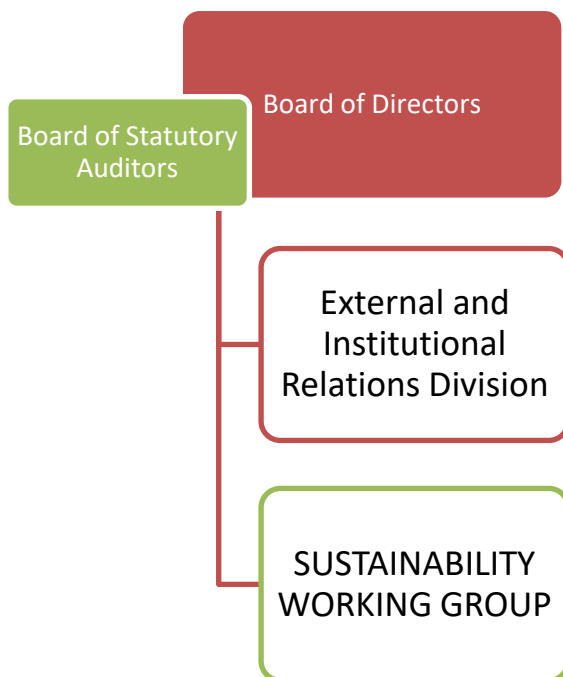 Board of Directors
Board of Statutory
Auditors
External and
Institutional
Relations Division
SUSTAINABILITY
WORKING GROUP